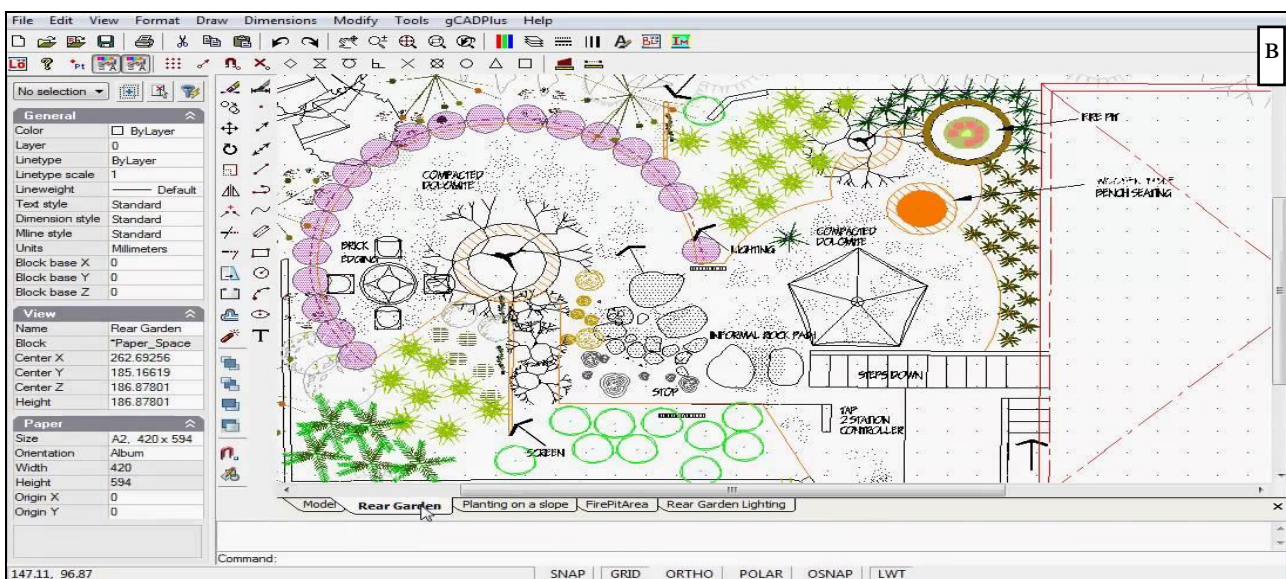 File Edit View Format Draw Dimensions Modify Tools gCADPlus Help
B
No selection
General
Color ByLayer
Layer 0
Linetype ByLayer
Linetype scale 1
Lineweight Default
Text style Standard
Dimension style Standard
Mline style Standard
Units Millimeters
Block base X 0
Block base Y 0
Block base Z 0
View
Name Rear Garden
Block *Paper_Space
Center X 262.69256
Center Y 185.16619
Center Z 186.87801
Height 186.87801
Paper
Size A2, 420 x 594
Orientation Album
Width 420
Height 594
Origin X 0
Origin Y 0
FIRE PIT
COMPACTED
DOLOMITE
BENCH SEATING
BRICK
EDGING
LIGHTING
COMPACTED
DOLOMITE
INFORMAL ROCK PATH
STEPS DOWN
STOP
TAP
2 STATION
CONTROLLER
SCREEN
Model Rear Garden Planting on a slope FirePitArea Rear Garden Lighting
Command:
147.11, 96.87 SNAP GRID ORTHO POLAR OSNAP LWT